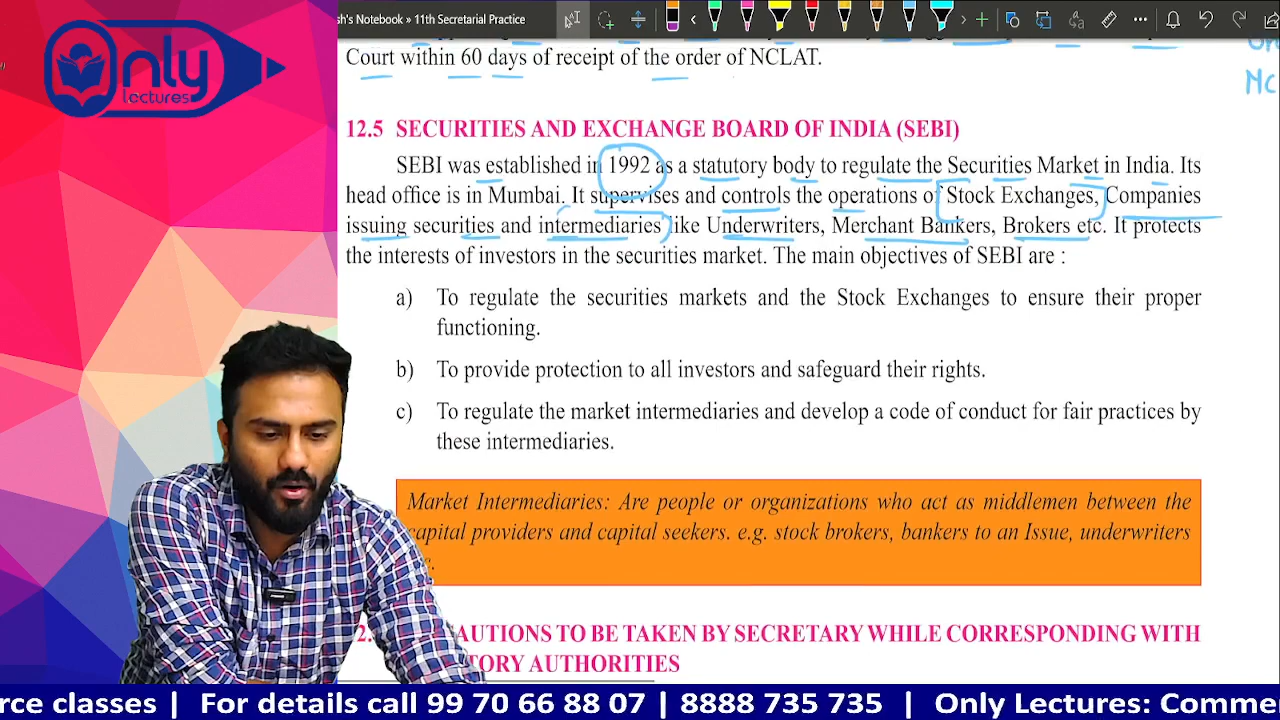 sh's Notebook » 11th Secretarial Practice
Only
lectures
Court within 60 days of receipt of the order of NCLAT.
NC
12.5 SECURITIES AND EXCHANGE BOARD OF INDIA (SEBI)
SEBI was established in 1992 as a statutory body to regulate the Securities Market in India. Its
head office is in Mumbai. It supervises and controls the operations of Stock Exchanges, Companies
issuing securities and intermediaries like Underwriters, Merchant Bankers, Brokers etc. It protects
the interests of investors in the securities market. The main objectives of SEBI are :
a) To regulate the securities markets and the Stock Exchanges to ensure their proper
functioning.
b) To provide protection to all investors and safeguard their rights.
c) To regulate the market intermediaries and develop a code of conduct for fair practices by
these intermediaries.
Market Intermediaries: Are people or organizations who act as middlemen between the
capital providers and capital seekers. e.g. stock brokers, bankers to an Issue, underwriters
AUTIONS TO BE TAKEN BY SECRETARY WHILE CORRESPONDING WITH
TORY AUTHORITIES
rce classes | For details call 99 70 66 88 07 | 8888 735 735 | Only Lectures: Comme